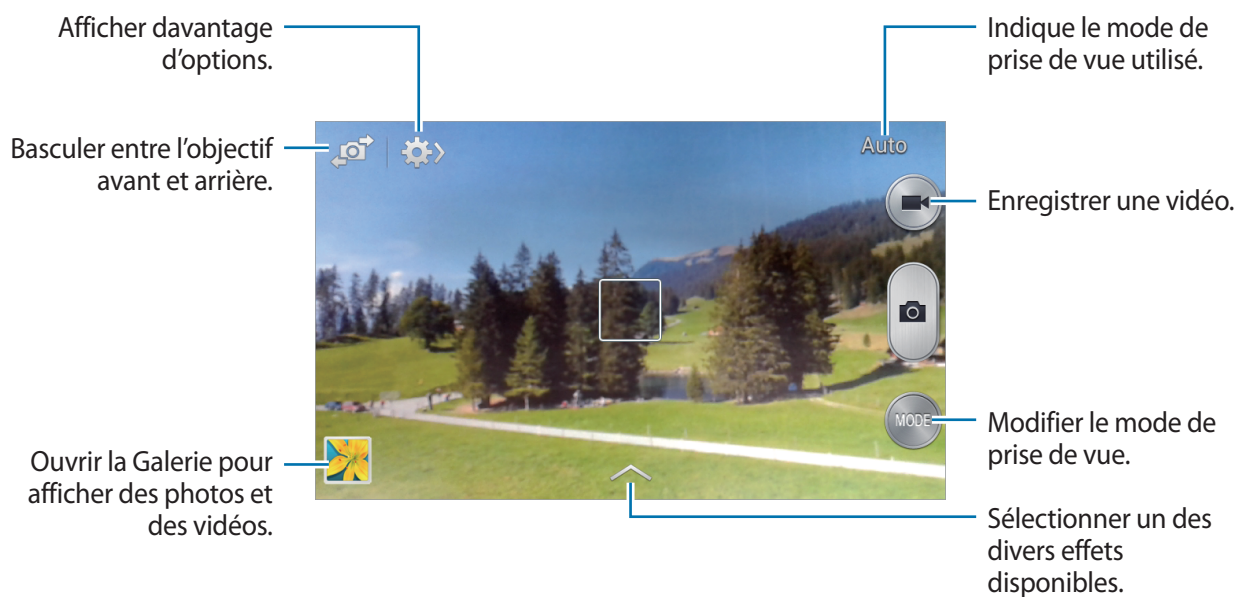 Afficher davantage
d’options.
Indique le mode de
prise de vue utilisé.
Basculer entre l’objectif
avant et arrière.
Auto
Enregistrer une vidéo.
MODE
Modifier le mode de
prise de vue.
Ouvrir la Galerie pour
afficher des photos et
des vidéos.
Sélectionner un des
divers effets
disponibles.